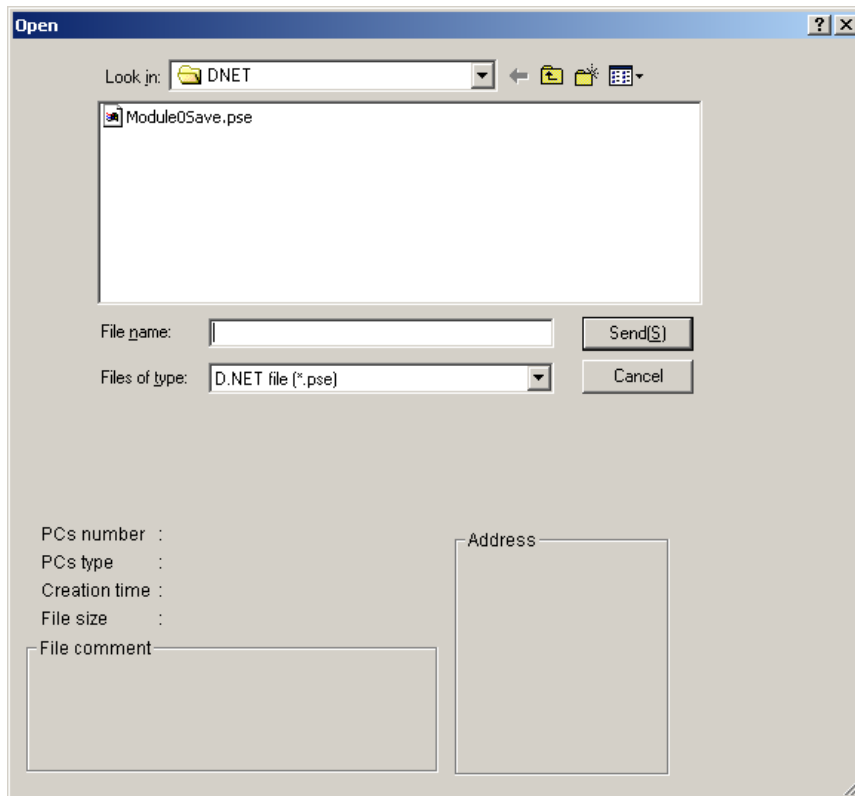 Open
Look in: DNET
Module0Save.pse
File name: Send(S)
Files of type: D.NET file (*.pse) Cancel
PCs number :
PCs type :
Creation time :
File size :
File comment
Address